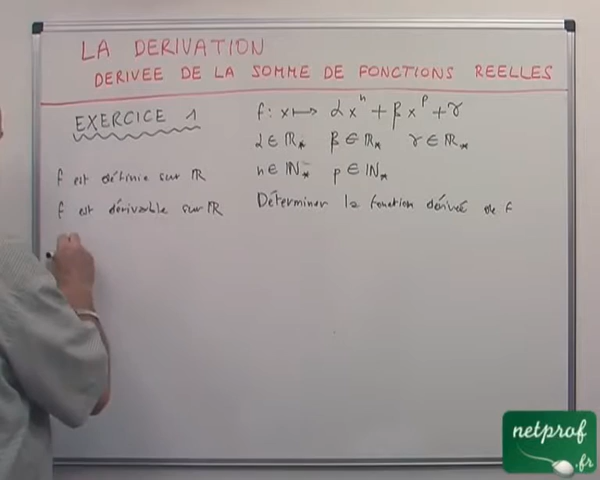 LA DERIVATION
DERIVEE DE LA SOMME DE FONCTIONS REELLES
EXERCICE 1
f : x ↦ αxⁿ + βxᵖ + γ
α ∈ ℝ* β ∈ ℝ* γ ∈ ℝ*
n ∈ ℕ* p ∈ ℕ*
Déterminer la fonction dérivée de f
f est définie sur ℝ
f est dérivable sur ℝ
netprof
.fr